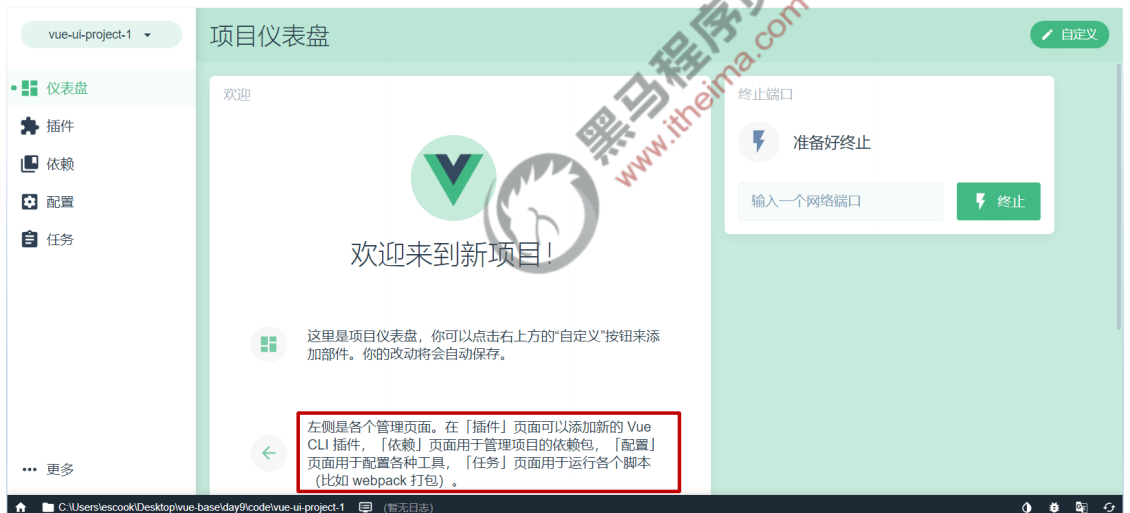 vue-ui-project-1
项目仪表盘
自定义
仪表盘
插件
依赖
配置
任务
更多
欢迎
欢迎来到新项目！
这里是项目仪表盘，你可以点击右上方的“自定义”按钮来添
加部件。你的改动将会自动保存。
左侧是各个管理页面。在「插件」页面可以添加新的 Vue
CLI 插件，「依赖」页面用于管理项目的依赖包，「配置」
页面用于配置各种工具，「任务」页面用于运行各个脚本
（比如 webpack 打包）。
终止端口
准备好终止
输入一个网络端口
终止
黑马程序员
www.itheima.com
C:\Users\escook\Desktop\vue-base\day9\code\vue-ui-project-1
(暂无日志)